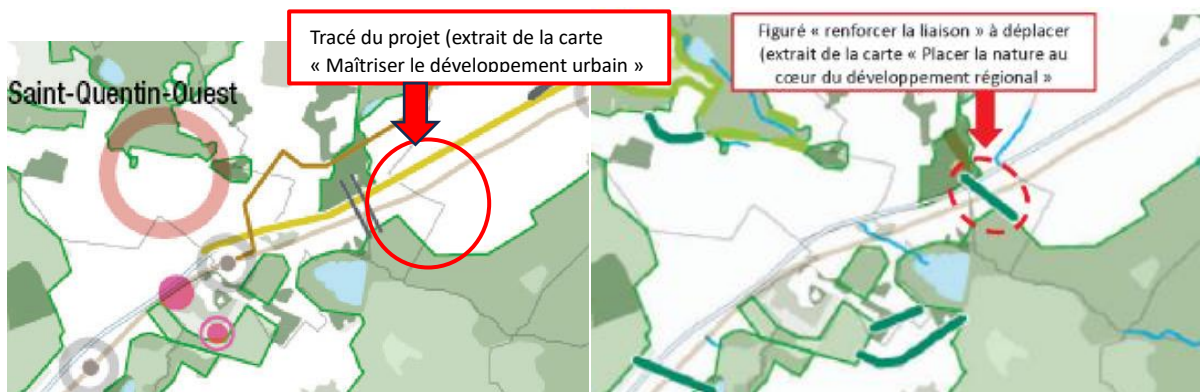 Tracé du projet (extrait de la carte
« Maîtriser le développement urbain »
Saint-Quentin-Ouest
Figuré « renforcer la liaison » à déplacer
(extrait de la carte « Placer la nature au
cœur du développement régional »